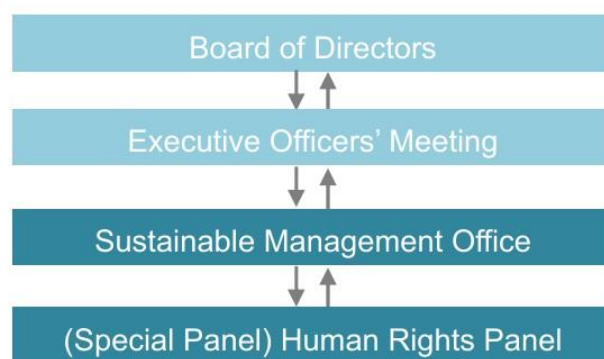 Board of Directors
Executive Officers’ Meeting
Sustainable Management Office
(Special Panel) Human Rights Panel